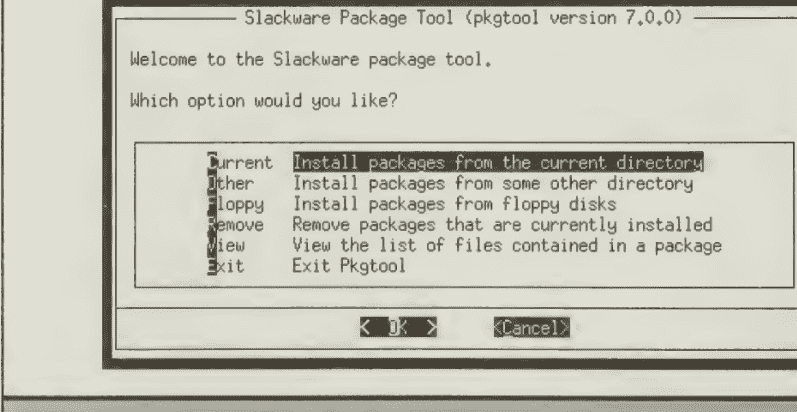 Slackware Package Tool (pkgtool version 7.0.0)
Welcome to the Slackware package tool.
Which option would you like?
Current Install packages from the current directory
Other Install packages from some other directory
Floppy Install packages from floppy disks
Remove Remove packages that are currently installed
View View the list of files contained in a package
Exit Exit Pkgtool
< OK > <Cancel>